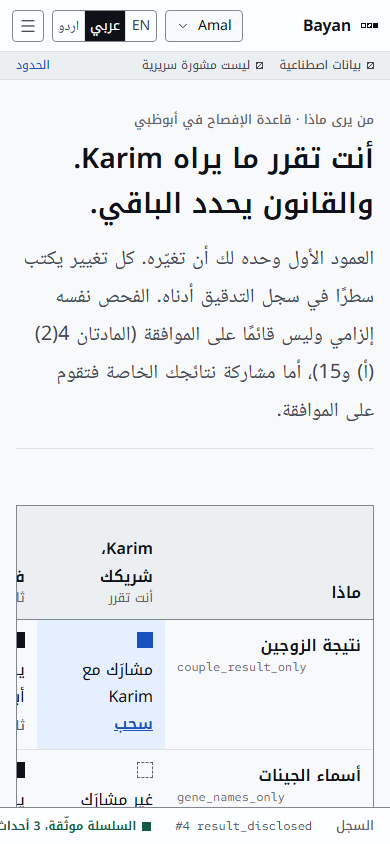 Bayan
Amal
EN
عربي
اردو
بيانات اصطناعية
ليست مشورة سريرية
الحدود
من يرى ماذا · قاعدة الإفصاح في أبوظبي
أنت تقرر ما يراه Karim.
والقانون يحدد الباقي.
العمود الأول وحده لك أن تغيّره. كل تغيير يكتب
سطرًا في سجل التدقيق أدناه. الفحص نفسه
إلزامي وليس قائمًا على الموافقة (المادتان 4(2)
(أ) و15)، أما مشاركة نتائجك الخاصة فتقوم
على الموافقة.
ماذا
Karim،
شريكك
أنت تقرر
نتيجة الزوجين
couple_result_only
مشارَك مع
Karim
سحب
أسماء الجينات
gene_names_only
غير مشارَك
السجل
#4 result_disclosed
السلسلة موثّقة، 3 أحداث